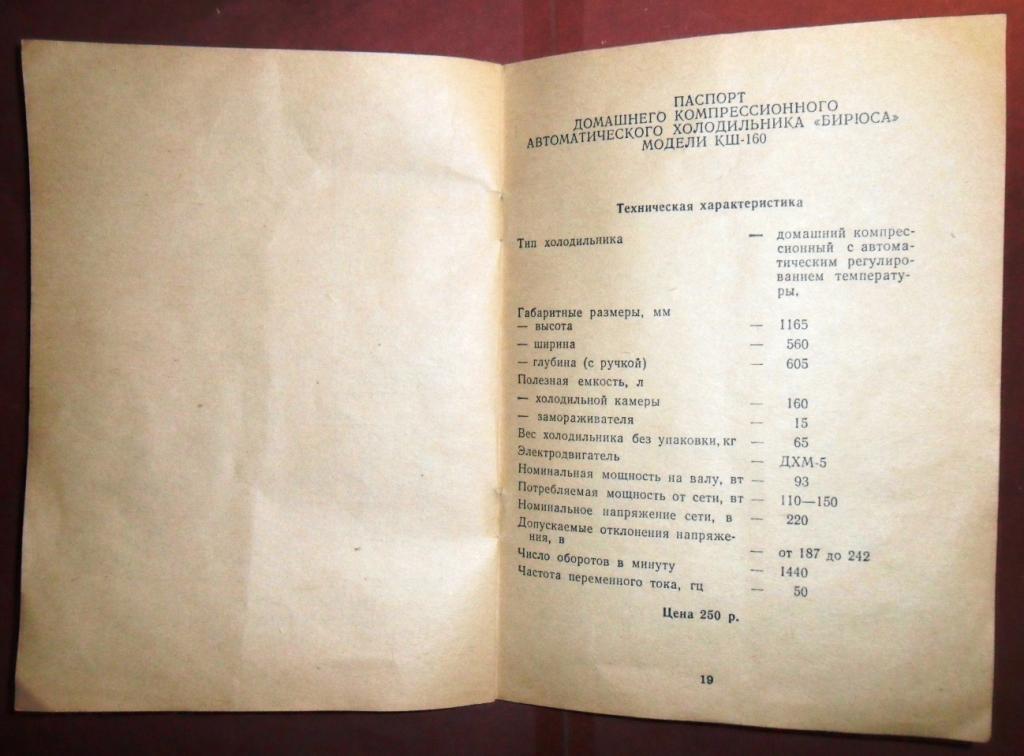 ПАСПОРТ
ДОМАШНЕГО КОМПРЕССИОННОГО
АВТОМАТИЧЕСКОГО ХОЛОДИЛЬНИКА «БИРЮСА»
МОДЕЛИ КШ-160
Техническая характеристика
Тип холодильника — домашний компрес-
сионный с автома-
тическим регулиро-
ванием температу-
ры.
Габаритные размеры, мм
— высота — 1165
— ширина — 560
— глубина (с ручкой) — 605
Полезная емкость, л
— холодильной камеры — 160
— замораживателя — 15
Вес холодильника без упаковки, кг — 65
Электродвигатель — ДХМ-5
Номинальная мощность на валу, вт — 93
Потребляемая мощность от сети, вт — 110—150
Номинальное напряжение сети, в — 220
Допускаемые отклонения напряже-
ния, в — от 187 до 242
Число оборотов в минуту — 1440
Частота переменного тока, гц — 50
Цена 250 р.
19